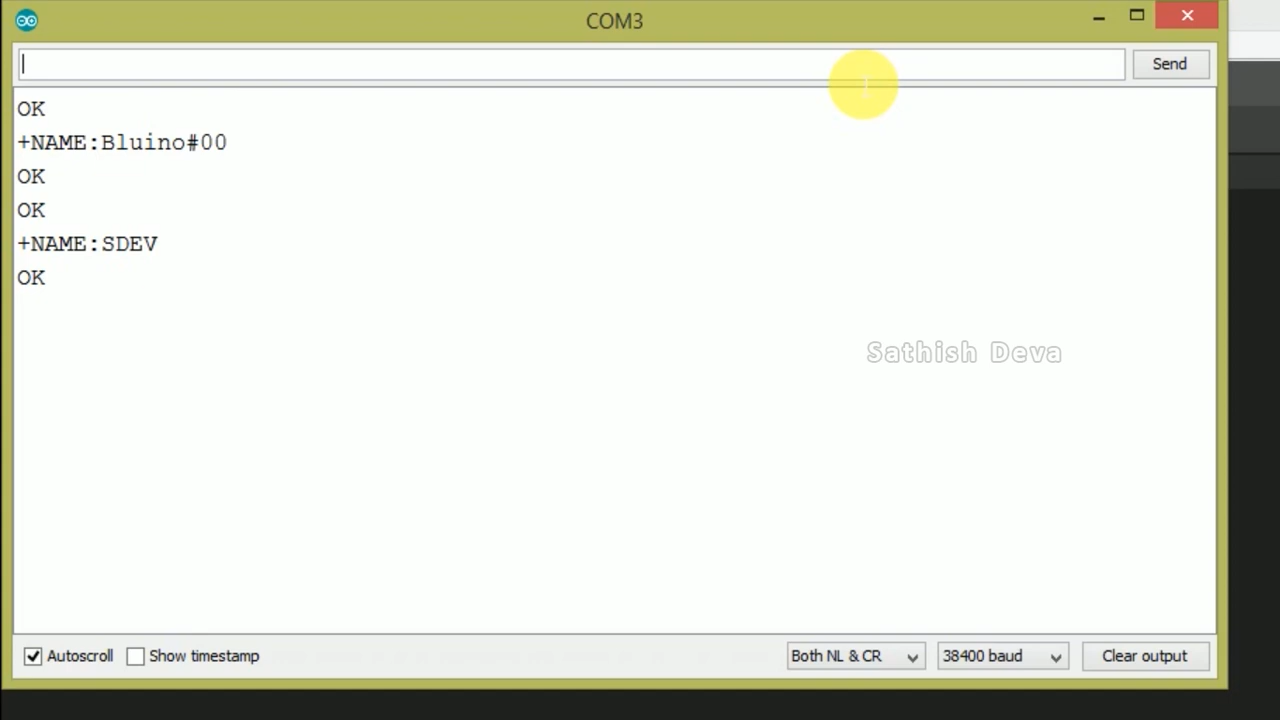 COM3
Send
OK
+NAME:Bluino#00
OK
OK
+NAME:SDEV
OK
Sathish Deva
Autoscroll
Show timestamp
Both NL & CR
38400 baud
Clear output